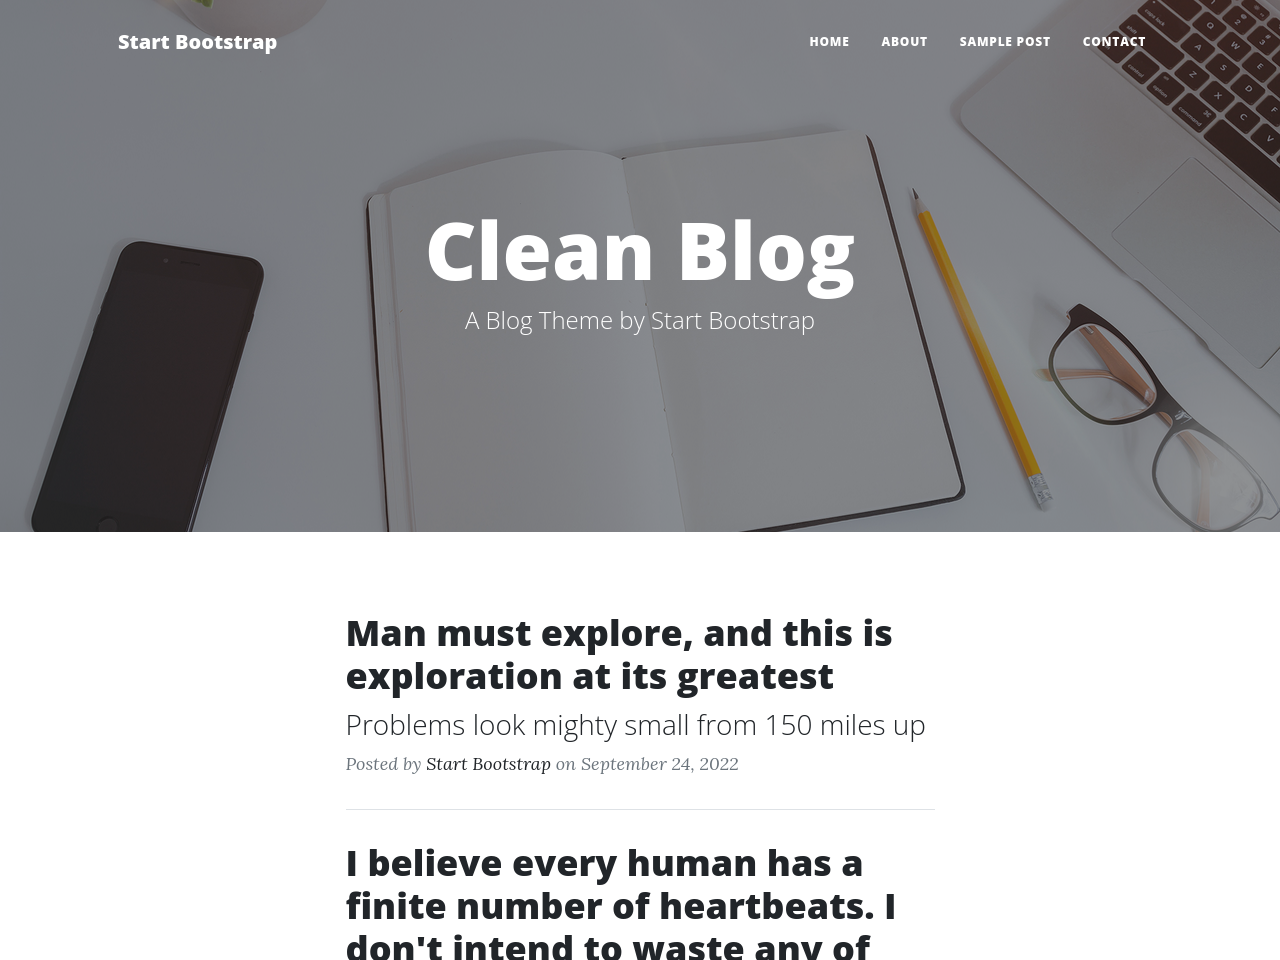 Start Bootstrap
HOME ABOUT SAMPLE POST CONTACT
Clean Blog
A Blog Theme by Start Bootstrap
Man must explore, and this is
exploration at its greatest
Problems look mighty small from 150 miles up
Posted by Start Bootstrap on September 24, 2022
I believe every human has a
finite number of heartbeats. I
don't intend to waste any of